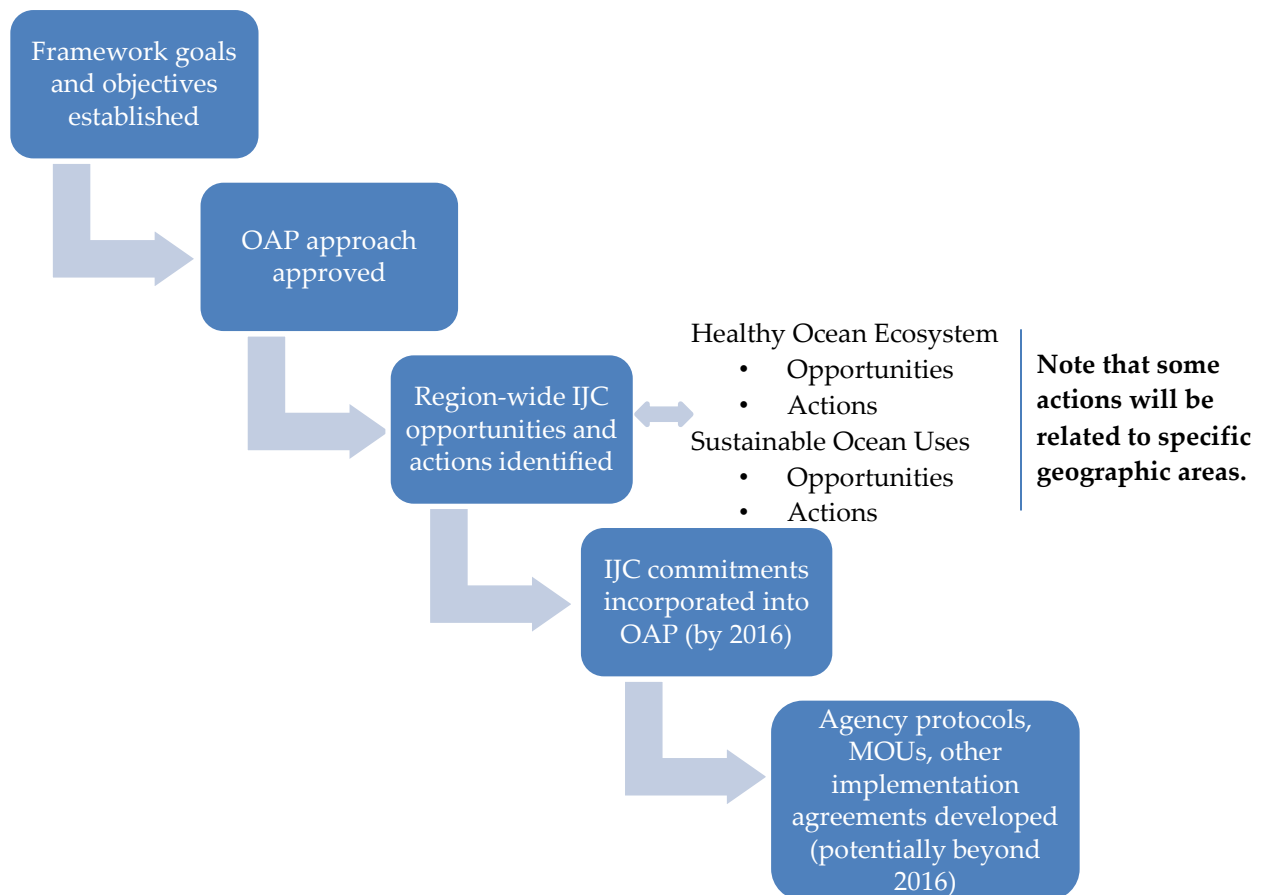 Framework goals
and objectives
established
OAP approach
approved
Region-wide IJC
opportunities and
actions identified
Healthy Ocean Ecosystem
• Opportunities
• Actions
Sustainable Ocean Uses
• Opportunities
• Actions
Note that some
actions will be
related to specific
geographic areas.
IJC commitments
incorporated into
OAP (by 2016)
Agency protocols,
MOUs, other
implementation
agreements developed
(potentially beyond
2016)